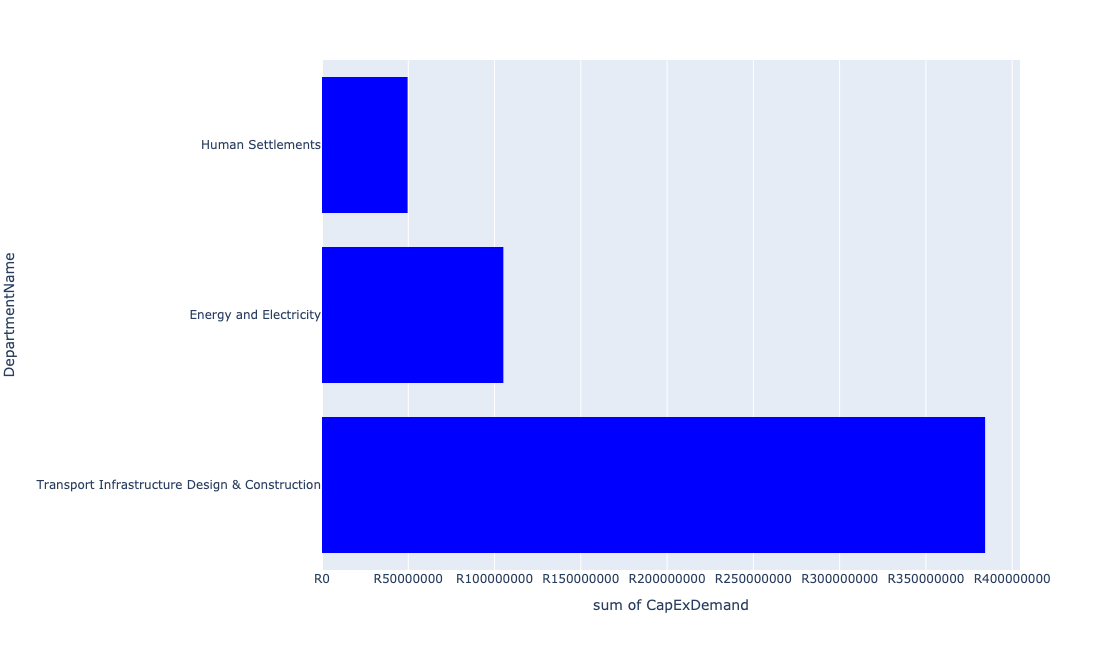 Human Settlements
Energy and Electricity
Transport Infrastructure Design & Construction
DepartmentName
R0 R50000000 R100000000 R150000000 R200000000 R250000000 R300000000 R350000000 R400000000
sum of CapExDemand